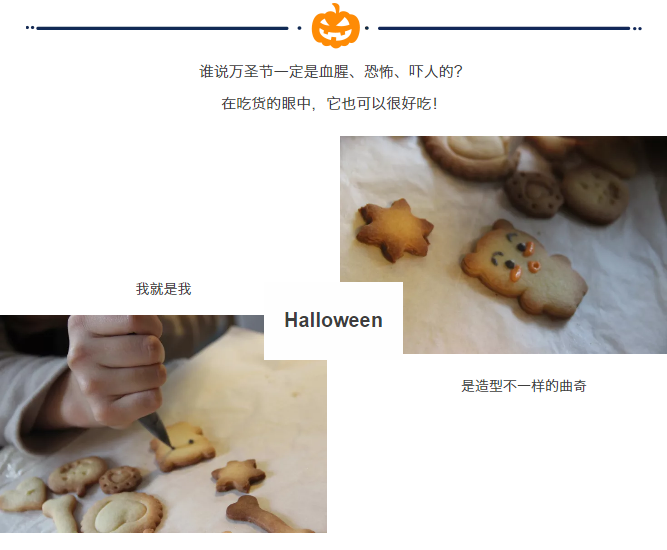 谁说万圣节一定是血腥、恐怖、吓人的?
在吃货的眼中，它也可以很好吃!
我就是我
Halloween
是造型不一样的曲奇